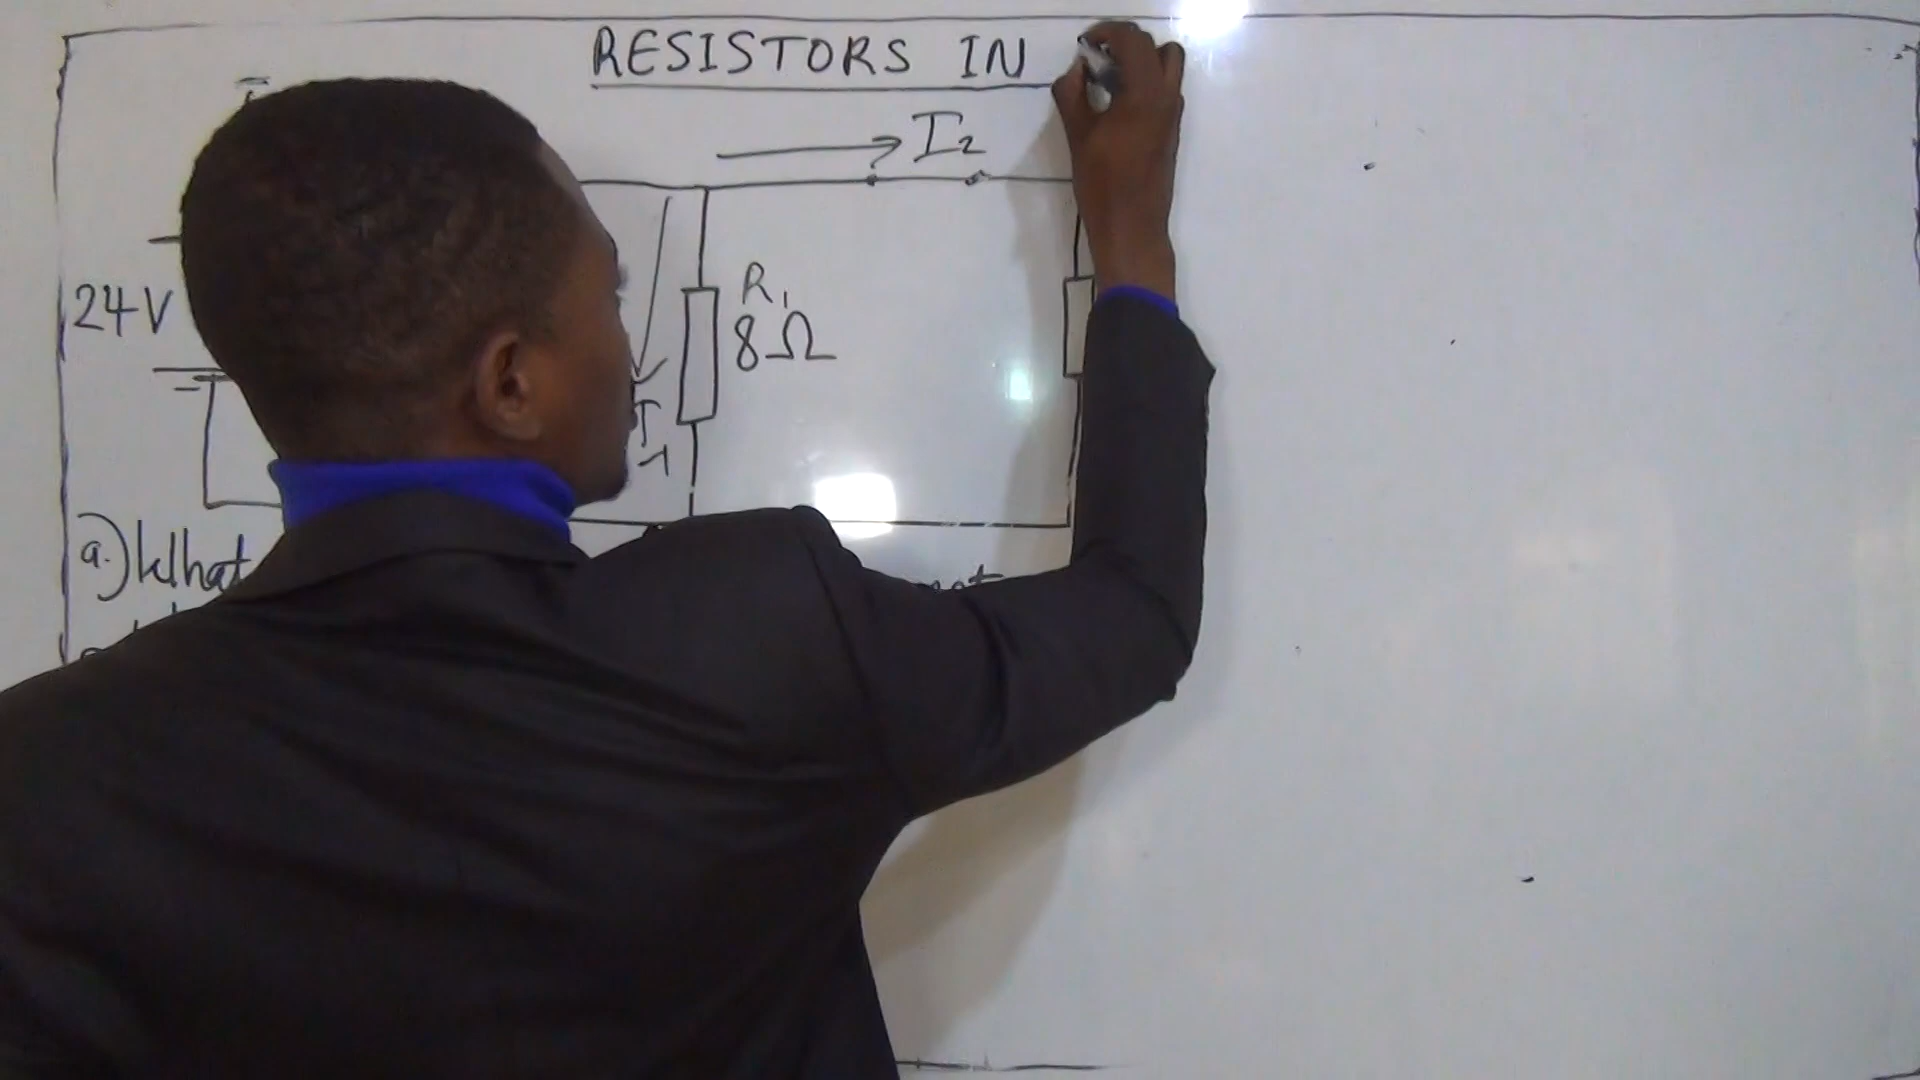 RESISTORS IN
I2
24V
R1
8Ω
I1
a.) What